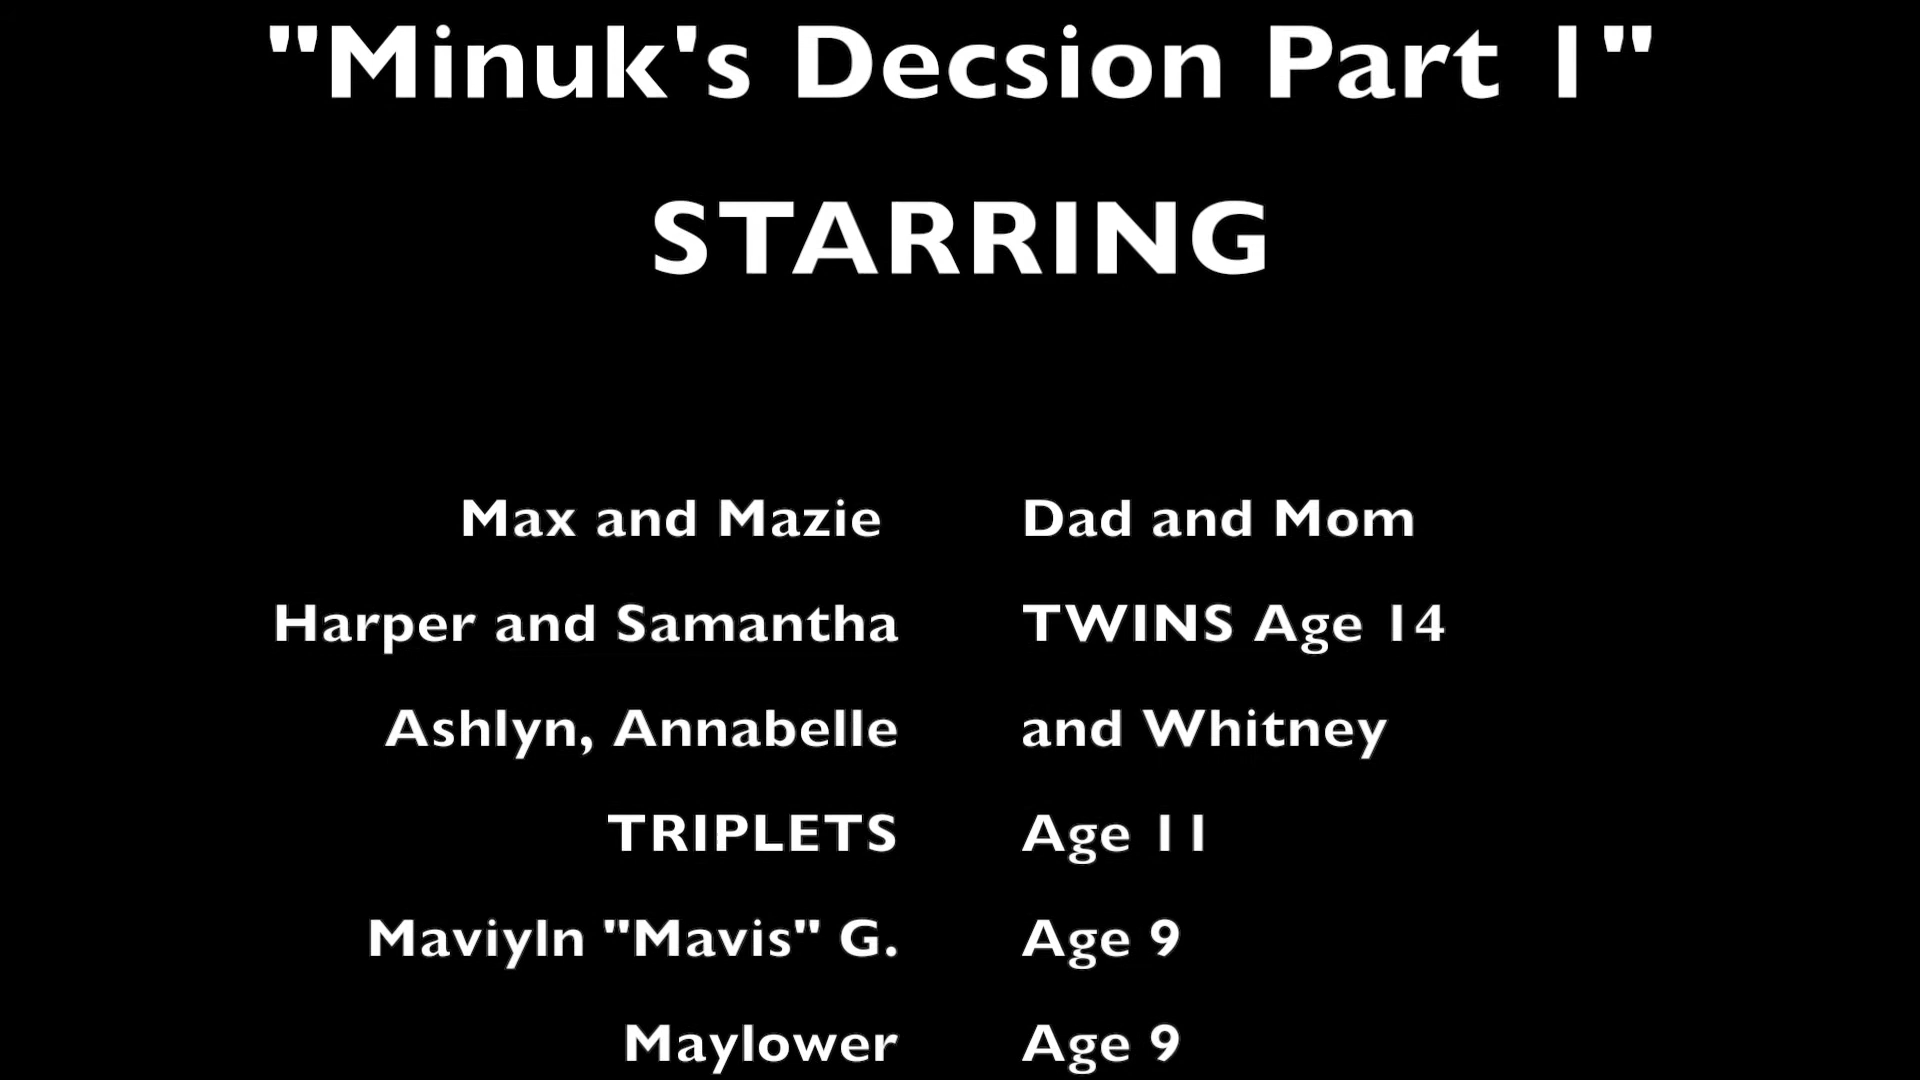 "Minuk's Decsion Part 1"
STARRING
Max and Mazie Dad and Mom
Harper and Samantha TWINS Age 14
Ashlyn, Annabelle and Whitney
TRIPLETS Age 11
Maviyln "Mavis" G. Age 9
Maylower Age 9